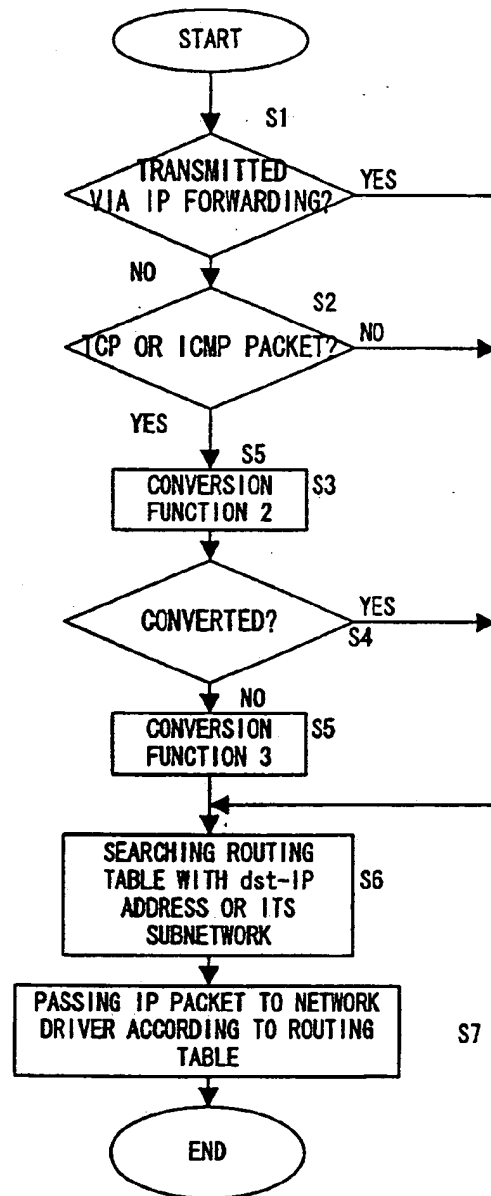 START
S1
TRANSMITTED
VIA IP FORWARDING?
YES
NO
S2
TCP OR ICMP PACKET?
NO
YES
S5
CONVERSION
FUNCTION 2
S3
CONVERTED?
YES
S4
NO
CONVERSION
FUNCTION 3
S5
SEARCHING ROUTING
TABLE WITH dst-IP
ADDRESS OR ITS
SUBNETWORK
S6
PASSING IP PACKET TO NETWORK
DRIVER ACCORDING TO ROUTING
TABLE
S7
END